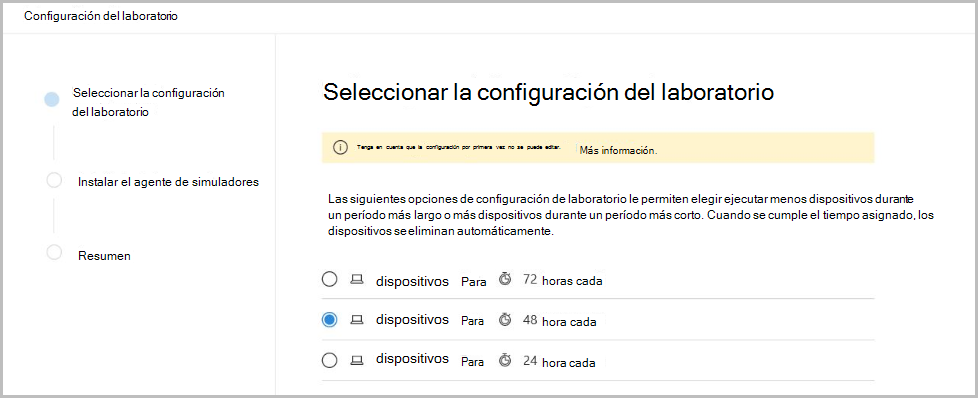 Configuración del laboratorio
Seleccionar la configuración
del laboratorio
Instalar el agente de simuladores
Resumen
Seleccionar la configuración del laboratorio
Tenga en cuenta que la configuración por primera vez no se puede editar. Más información.
Las siguientes opciones de configuración de laboratorio le permiten elegir ejecutar menos dispositivos durante
un período más largo o más dispositivos durante un período más corto. Cuando se cumple el tiempo asignado, los
dispositivos se eliminan automáticamente.
dispositivos Para 72 horas cada
dispositivos Para 48 hora cada
dispositivos Para 24 hora cada